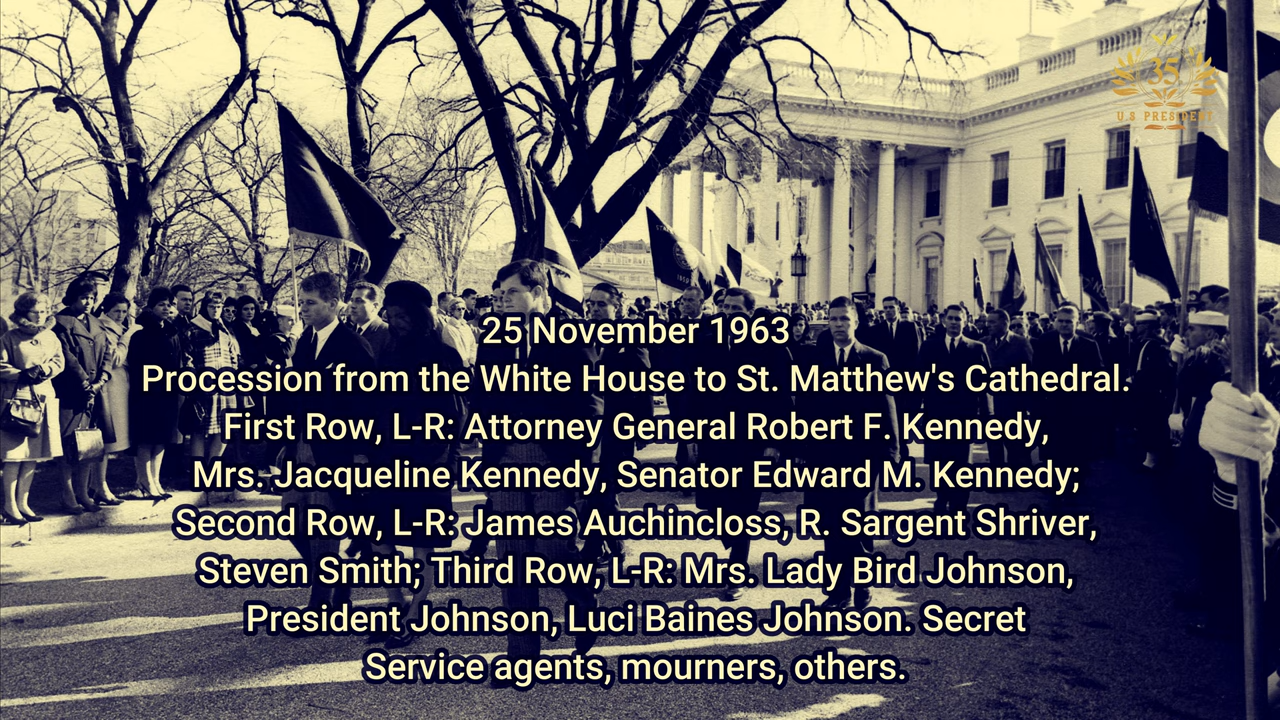 35
U.S PRESIDENT
25 November 1963
Procession from the White House to St. Matthew's Cathedral.
First Row, L-R: Attorney General Robert F. Kennedy,
Mrs. Jacqueline Kennedy, Senator Edward M. Kennedy;
Second Row, L-R: James Auchincloss, R. Sargent Shriver,
Steven Smith; Third Row, L-R: Mrs. Lady Bird Johnson,
President Johnson, Luci Baines Johnson. Secret
Service agents, mourners, others.